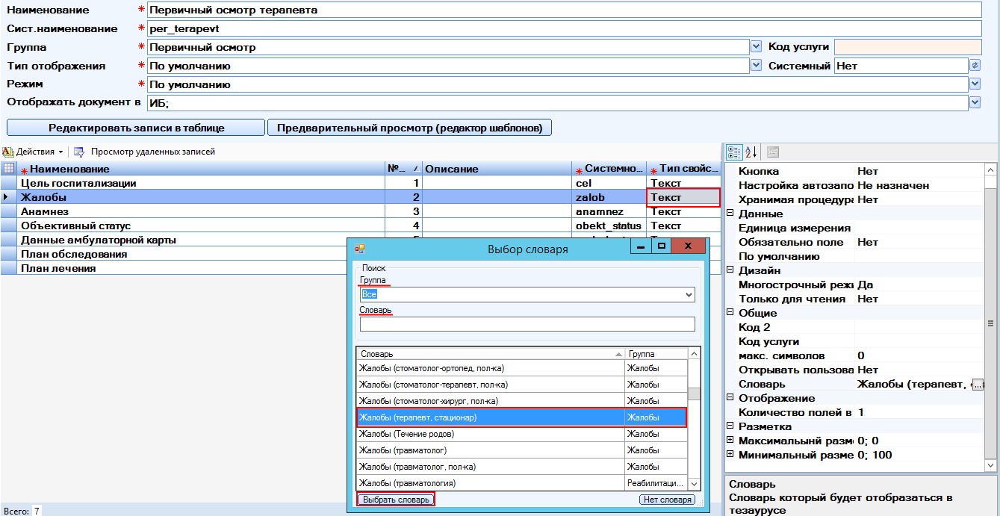 Наименование * Первичный осмотр терапевта
Сист.наименование * per_terapevt
Группа * Первичный осмотр Код услуги
Тип отображения * По умолчанию Системный Нет
Режим * По умолчанию
Отображать документ в ИБ;
Редактировать записи в таблице Предварительный просмотр (редактор шаблонов)
Действия Просмотр удаленных записей
* Наименование №... Описание * Системно... * Тип свойс...
Цель госпитализации 1 cel Текст
Жалобы 2 zalob Текст
Анамнез 3 anamnez Текст
Объективный статус 4 obekt_status Текст
Данные амбулаторной карты
План обследования
План лечения
Всего: 7
Выбор словаря
Поиск
Группа
Все
Словарь
Словарь Группа
Жалобы (стоматолог-ортопед, пол-ка) Жалобы
Жалобы (стоматолог-терапевт, пол-ка) Жалобы
Жалобы (стоматолог-хирург, пол-ка) Жалобы
Жалобы (терапевт, стационар) Жалобы
Жалобы (Течение родов) Жалобы
Жалобы (травматолог) Жалобы
Жалобы (травматолог, пол-ка) Жалобы
Жалобы (травматология) Реабилитаци...
Выбрать словарь Нет словаря
Кнопка Нет
Настройка автозапо Не назначен
Хранимая процедура Нет
Данные
Единица измерения
Обязательно поле Нет
По умолчанию
Дизайн
Многострочный режи Да
Только для чтения Нет
Общие
Код 2
Код услуги
макс. символов 0
Открывать пользова Нет
Словарь Жалобы (терапевт, ...
Отображение
Количество полей в 1
Разметка
Максимальынй разме 0; 0
Минимальный разме 0; 100
Словарь
Словарь который будет отобразаться в
тезаурусе